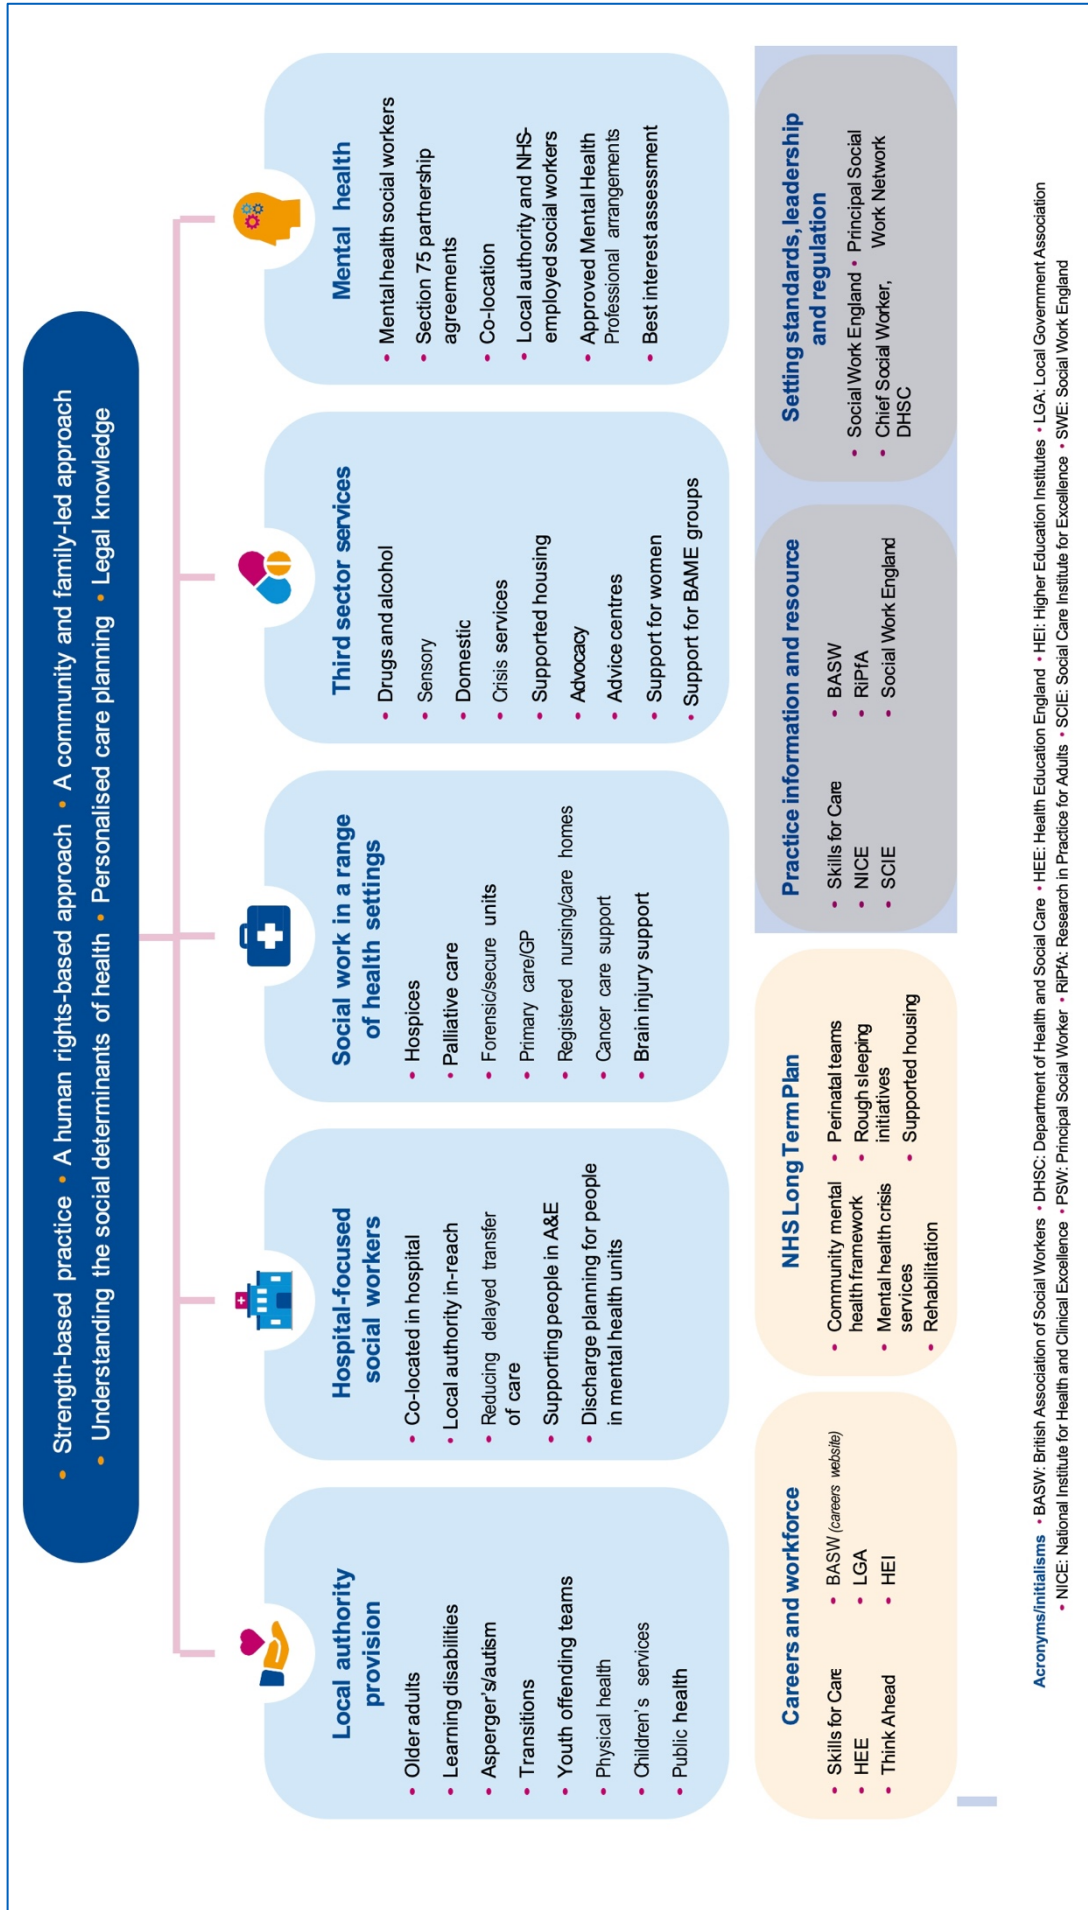 • Strength-based practice • A human rights-based approach • A community and family-led approach
• Understanding the social determinants of health • Personalised care planning • Legal knowledge
Local authority
provision
• Older adults
• Learning disabilities
• Asperger's/autism
• Transitions
• Youth offending teams
• Physical health
• Children's services
• Public health
Hospital-focused
social workers
• Co-located in hospital
• Local authority in-reach
• Reducing delayed transfer
of care
• Supporting people in A&E
• Discharge planning for people
in mental health units
Social work in a range
of health settings
• Hospices
• Palliative care
• Forensic/secure units
• Primary care/GP
• Registered nursing/care homes
• Cancer care support
• Brain injury support
Third sector services
• Drugs and alcohol
• Sensory
• Domestic
• Crisis services
• Supported housing
• Advocacy
• Advice centres
• Support for women
• Support for BAME groups
Mental health
• Mental health social workers
• Section 75 partnership
agreements
• Co-location
• Local authority and NHS-
employed social workers
• Approved Mental Health
Professional arrangements
• Best interest assessment
Careers and workforce
• Skills for Care
• HEE
• Think Ahead
• BASW (careers website)
• LGA
• HEI
NHS Long Term Plan
• Community mental
health framework
• Mental health crisis
services
• Rehabilitation
• Perinatal teams
• Rough sleeping
initiatives
• Supported housing
Practice information and resource
• Skills for Care
• NICE
• SCIE
• BASW
• RiPfA
• Social Work England
Setting standards, leadership
and regulation
• Social Work England
• Chief Social Worker,
DHSC
• Principal Social
Work Network
Acronyms/initialisms • BASW: British Association of Social Workers • DHSC: Department of Health and Social Care • HEE: Health Education England • HEI: Higher Education Institutes • LGA: Local Government Association
• NICE: National Institute for Health and Clinical Excellence • PSW: Principal Social Worker • RiPfA: Research in Practice for Adults • SCIE: Social Care Institute for Excellence • SWE: Social Work England